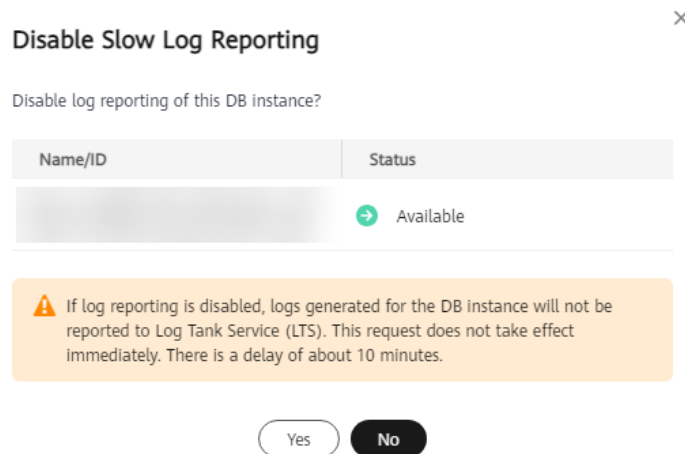 Disable Slow Log Reporting
Disable log reporting of this DB instance?
Name/ID Status
Available
If log reporting is disabled, logs generated for the DB instance will not be
reported to Log Tank Service (LTS). This request does not take effect
immediately. There is a delay of about 10 minutes.
Yes No